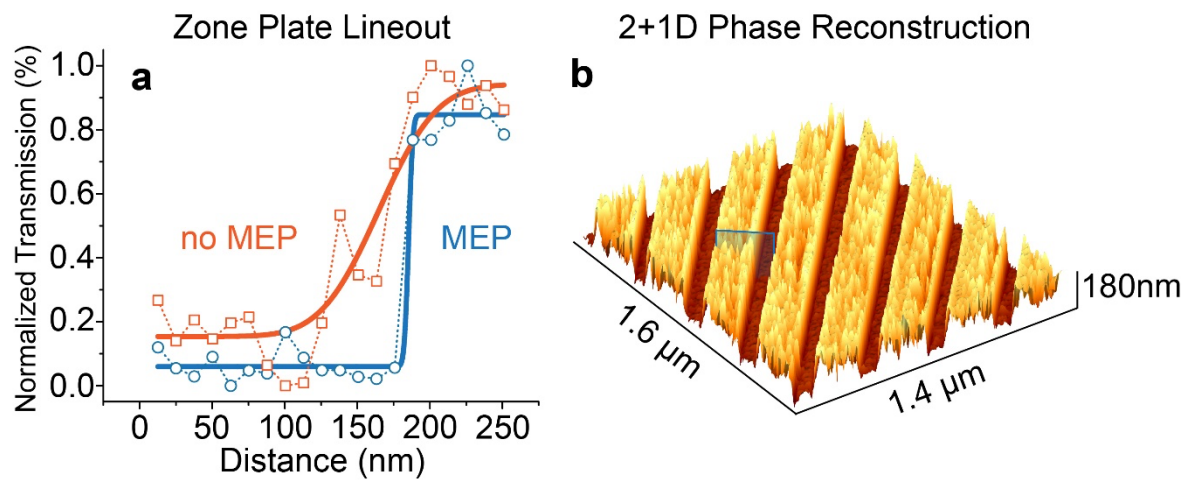 Zone Plate Lineout
2+1D Phase Reconstruction
a
b
Normalized Transmission (%)
1.0
0.8
0.6
0.4
0.2
0.0
no MEP
MEP
0 50 100 150 200 250
Distance (nm)
1.6 µm
1.4 µm
180nm